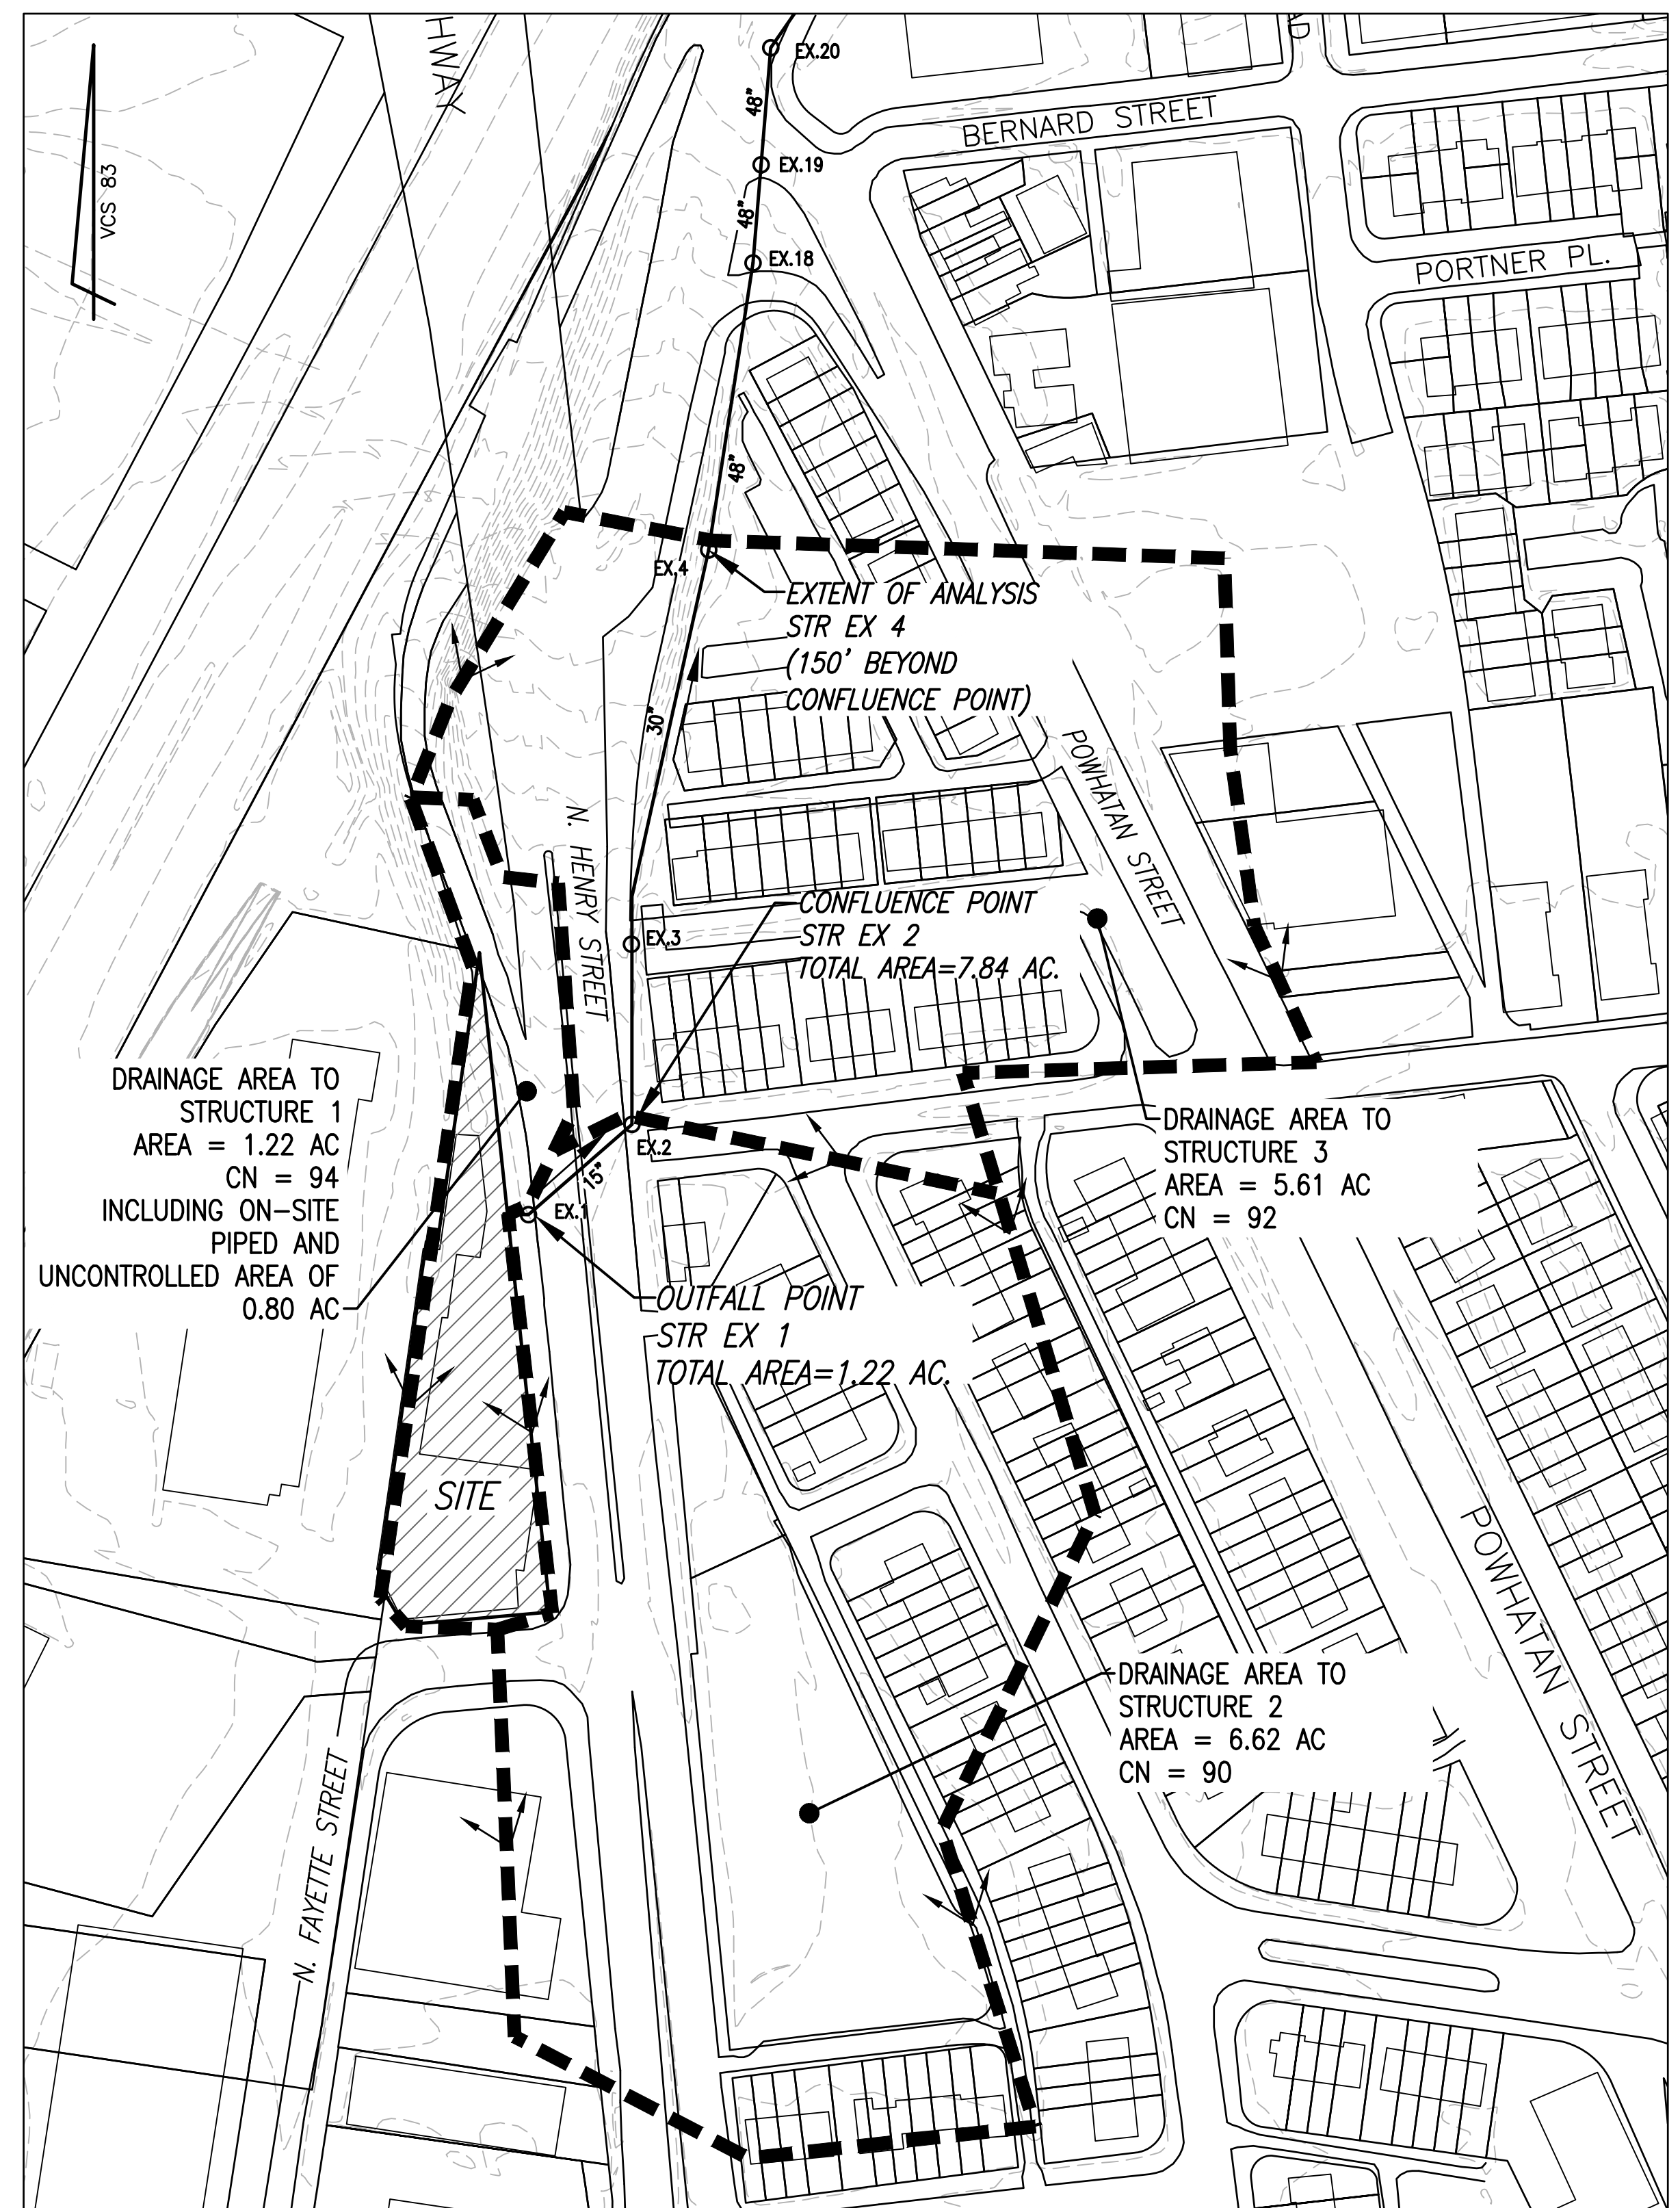 HWAY
EX.20
48"
BERNARD STREET
VCS 83
EX.19
48"
EX.18
PORTNER PL.
48"
EX.4
EXTENT OF ANALYSIS
STR EX 4
(150' BEYOND
CONFLUENCE POINT)
30"
POWHATAN STREET
N. HENRY STREET
CONFLUENCE POINT
STR EX 2
TOTAL AREA=7.84 AC.
EX.3
DRAINAGE AREA TO
STRUCTURE 1
AREA = 1.22 AC
CN = 94
INCLUDING ON-SITE
PIPED AND
UNCONTROLLED AREA OF
0.80 AC
EX.2
15"
EX.1
DRAINAGE AREA TO
STRUCTURE 3
AREA = 5.61 AC
CN = 92
OUTFALL POINT
STR EX 1
TOTAL AREA=1.22 AC.
SITE
POWHATAN STREET
DRAINAGE AREA TO
STRUCTURE 2
AREA = 6.62 AC
CN = 90
N. FAYETTE STREET